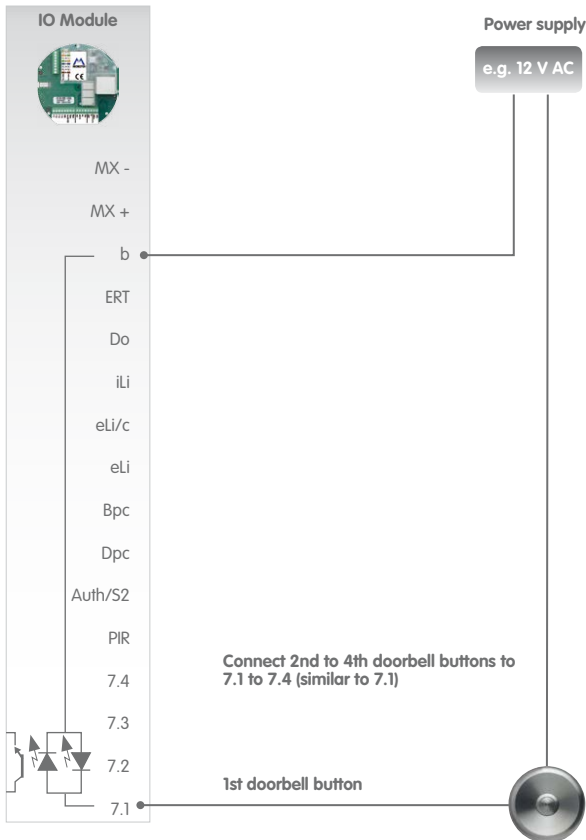 IO Module
Power supply
e.g. 12 V AC
MX -
MX +
b
ERT
Do
iLi
eLi/c
eLi
Bpc
Dpc
Auth/S2
PIR
Connect 2nd to 4th doorbell buttons to
7.1 to 7.4 (similar to 7.1)
7.4
7.3
7.2
1st doorbell button
7.1